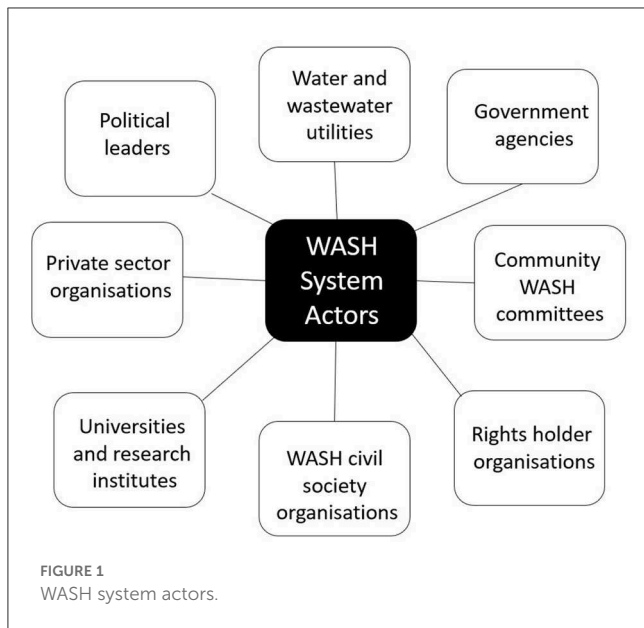 Water and
wastewater
utilities
Political
leaders
Government
agencies
Private sector
organisations
WASH
System
Actors
Community
WASH
committees
Universities
and research
institutes
WASH civil
society
organisations
Rights holder
organisations
FIGURE 1
WASH system actors.